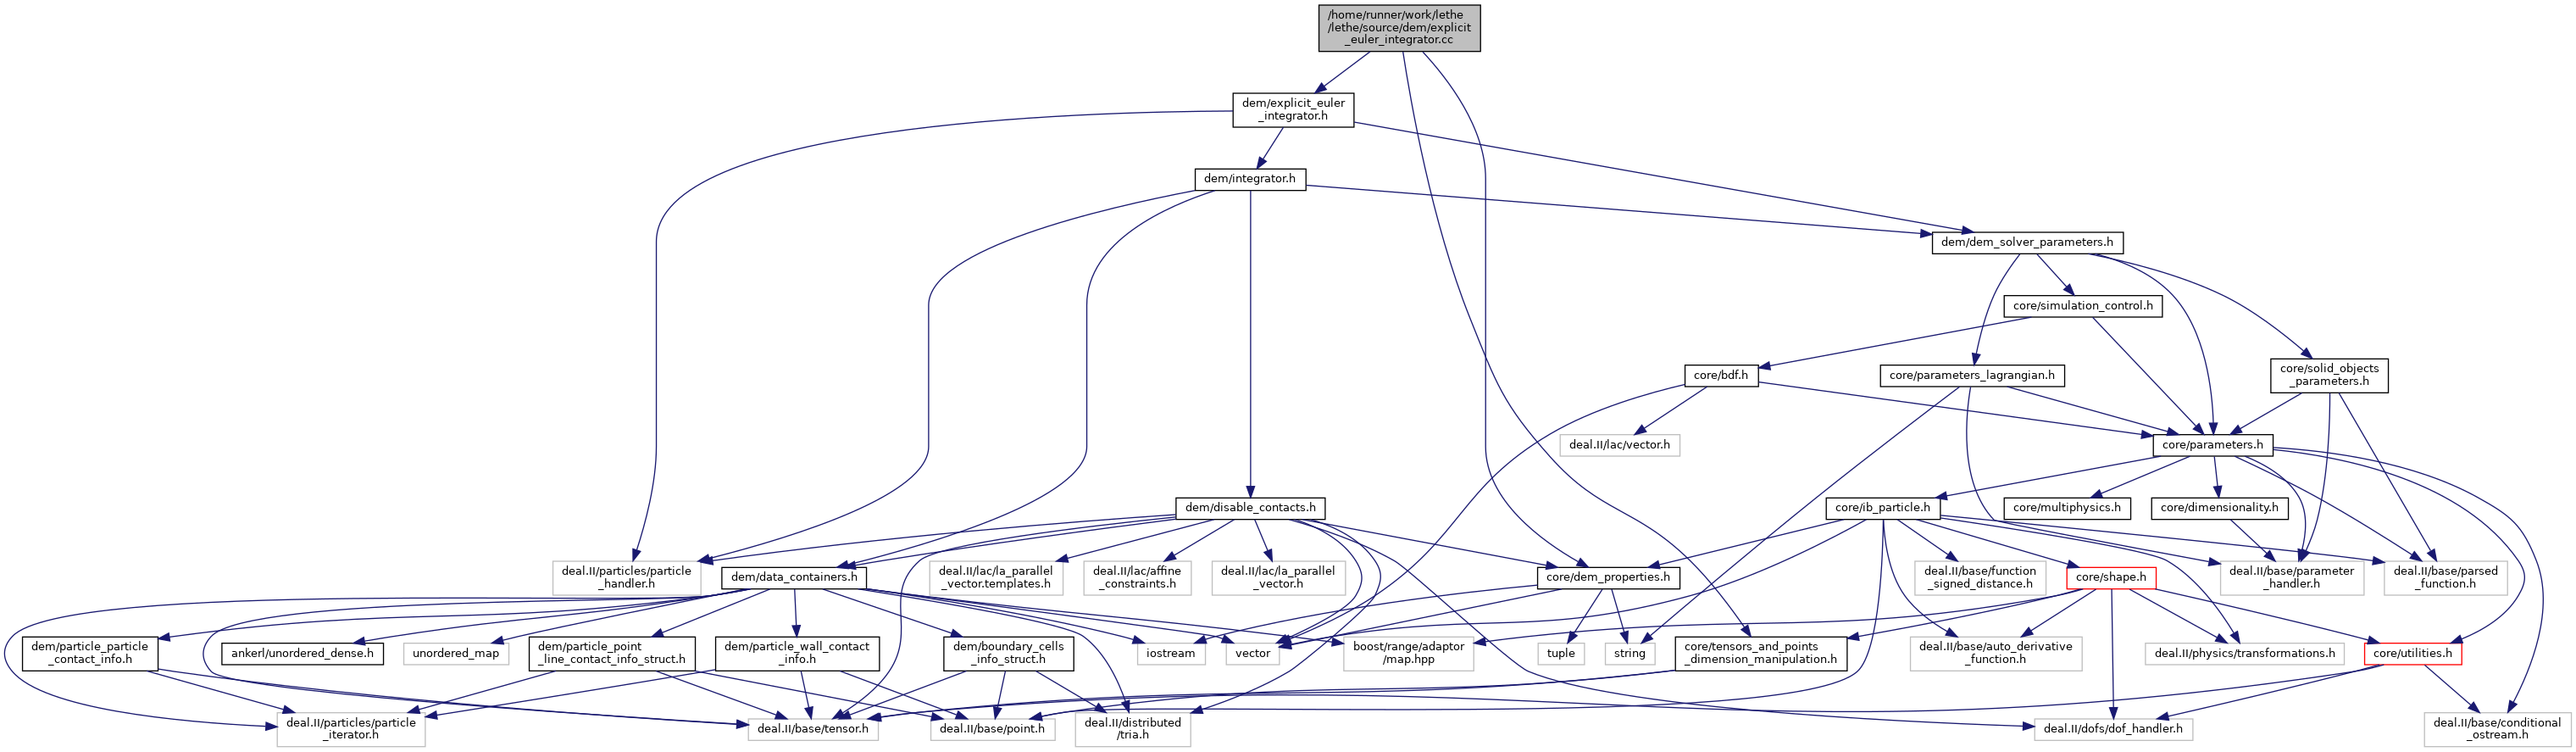 /home/runner/work/lethe
/lethe/source/dem/explicit
_euler_integrator.cc
dem/explicit_euler
_integrator.h
dem/integrator.h
dem/dem_solver_parameters.h
core/simulation_control.h
core/bdf.h
core/parameters_lagrangian.h
core/solid_objects
_parameters.h
deal.II/lac/vector.h
core/parameters.h
dem/disable_contacts.h
core/ib_particle.h
core/multiphysics.h
core/dimensionality.h
deal.II/particles/particle
_handler.h
dem/data_containers.h
deal.II/lac/la_parallel
_vector.templates.h
deal.II/lac/affine
_constraints.h
deal.II/lac/la_parallel
_vector.h
core/dem_properties.h
deal.II/base/function
_signed_distance.h
core/shape.h
deal.II/base/parameter
_handler.h
deal.II/base/parsed
_function.h
dem/particle_particle
_contact_info.h
ankerl/unordered_dense.h
unordered_map
dem/particle_point
_line_contact_info_struct.h
dem/particle_wall_contact
_info.h
dem/boundary_cells
_info_struct.h
iostream
vector
boost/range/adaptor
/map.hpp
tuple
string
core/tensors_and_points
_dimension_manipulation.h
deal.II/base/auto_derivative
_function.h
deal.II/physics/transformations.h
core/utilities.h
deal.II/particles/particle
_iterator.h
deal.II/base/tensor.h
deal.II/base/point.h
deal.II/distributed
/tria.h
deal.II/dofs/dof_handler.h
deal.II/base/conditional
_ostream.h